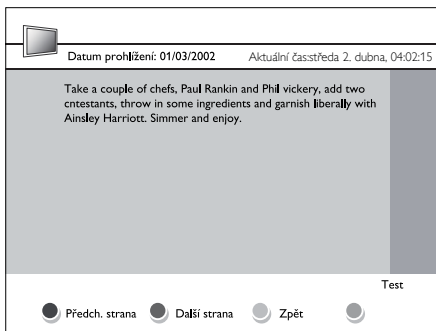 Datum prohlížení: 01/03/2002 Aktuální čas:středa 2. dubna, 04:02:15
Take a couple of chefs, Paul Rankin and Phil vickery, add two
cntestants, throw in some ingredients and garnish liberally with
Ainsley Harriott. Simmer and enjoy.
Test
Předch. strana Další strana Zpět